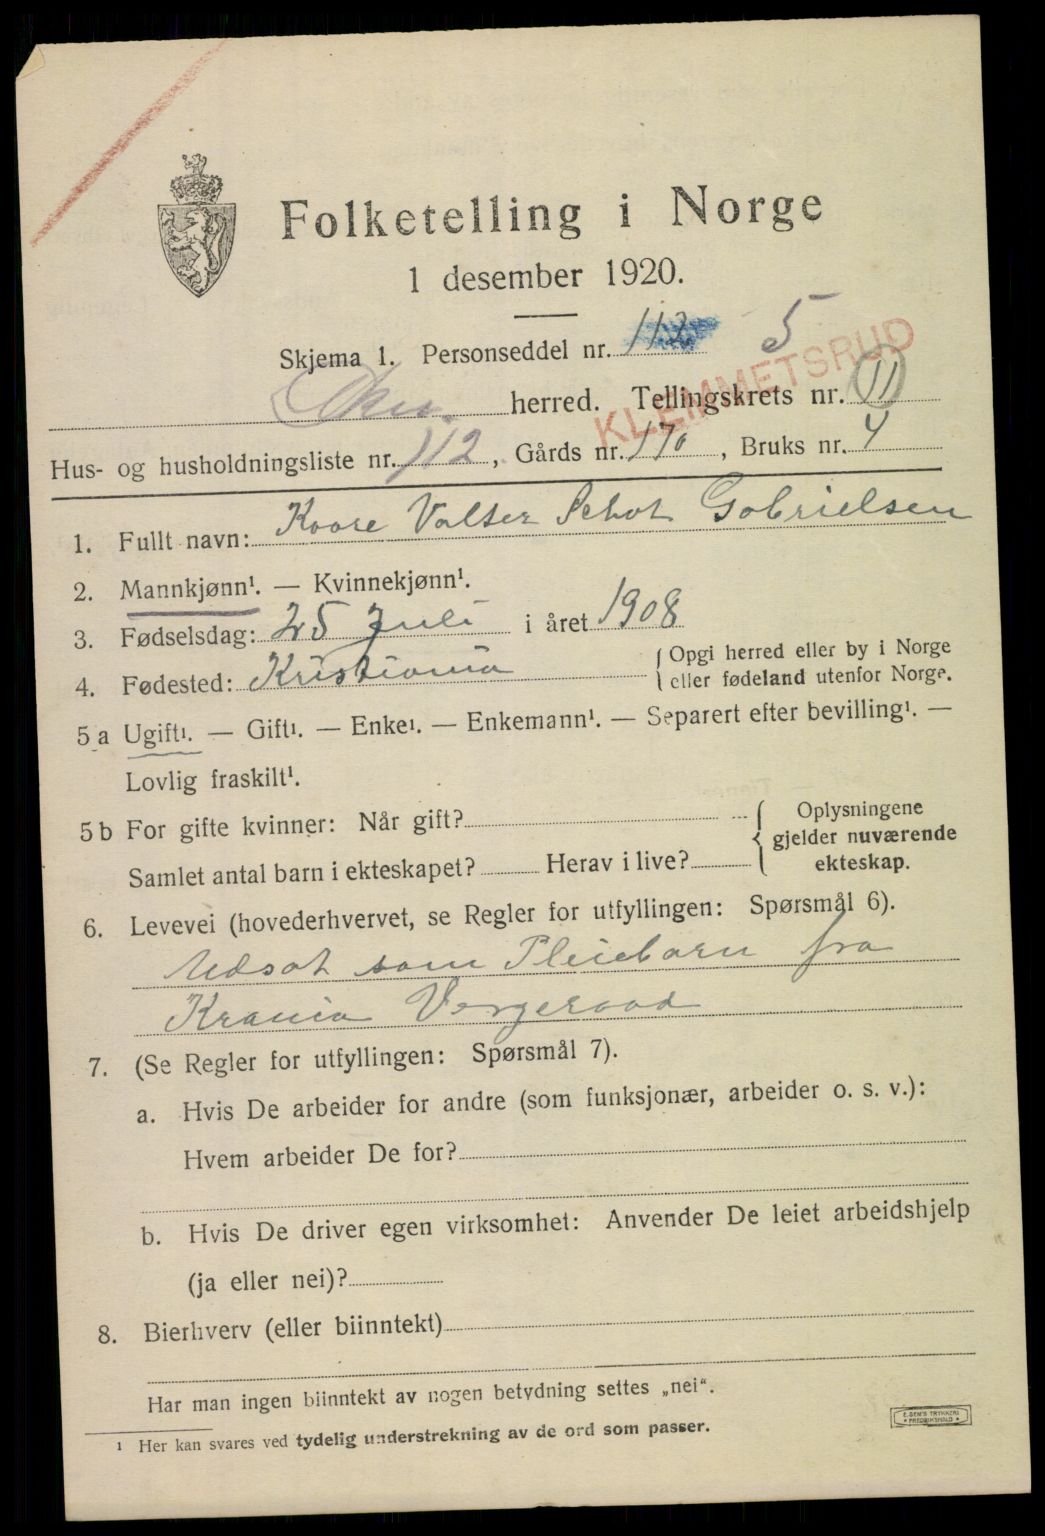 Folketelling i Norge
1 desember 1920.
Skjema 1. Personseddel nr. 112 5
Aker herred. Tellingskrets nr. 11
KLEMMETSRUD
Hus- og husholdningsliste nr. 112, Gårds nr. 170, Bruks nr. 4
1. Fullt navn: Kaare Valter Schot Gabrielsen
2. Mannkjønn¹. — Kvinnekjønn¹.
3. Fødselsdag: 25 Juli i året 1908
4. Fødested: Kristiania { Opgi herred eller by i Norge
eller fødeland utenfor Norge.
5 a Ugift¹. — Gift¹. — Enke¹. — Enkemann¹. — Separert efter bevilling¹. —
Lovlig fraskilt¹.
5 b For gifte kvinner: Når gift? { Oplysningene
gjelder nuværende
Samlet antal barn i ekteskapet? Herav i live? ekteskap.
6. Levevei (hovederhvervet, se Regler for utfyllingen: Spørsmål 6).
Udsat som Pleiebarn fra
Krania Vergeraad
7. (Se Regler for utfyllingen: Spørsmål 7).
a. Hvis De arbeider for andre (som funksjonær, arbeider o. s. v.):
Hvem arbeider De for?
b. Hvis De driver egen virksomhet: Anvender De leiet arbeidshjelp
(ja eller nei)?
8. Bierhverv (eller biinntekt)
Har man ingen biinntekt av nogen betydning settes „nei".
¹ Her kan svares ved tydelig understrekning av de ord som passer.
E. SEM'S TRYKKERI
FREDRIKSHALD